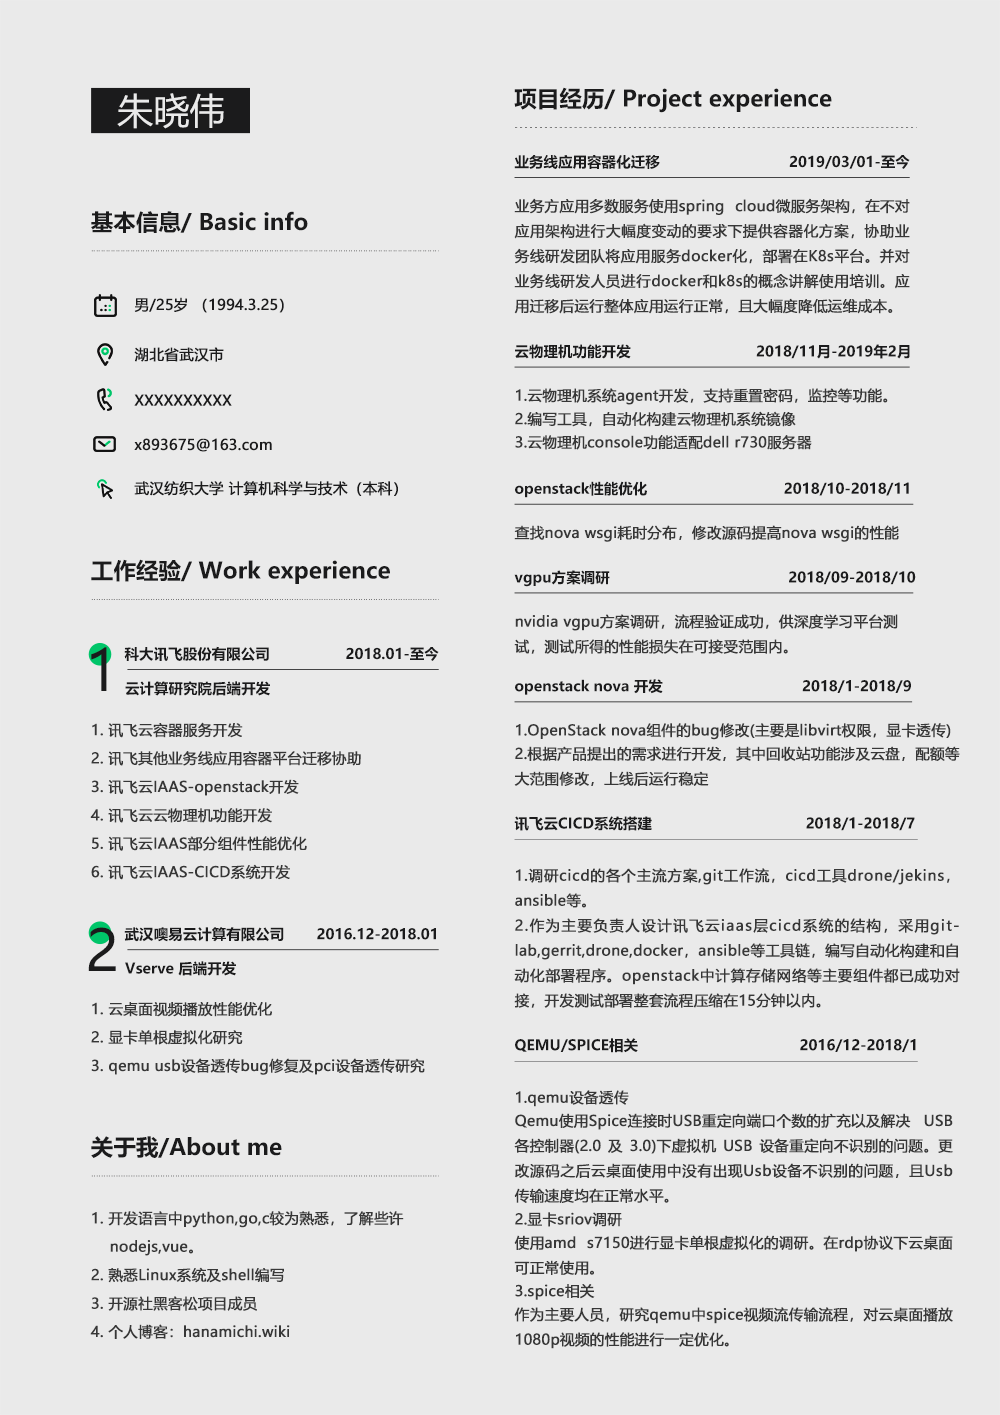 朱晓伟
基本信息/ Basic info
男/25岁 （1994.3.25）
湖北省武汉市
XXXXXXXXXX
x893675@163.com
武汉纺织大学 计算机科学与技术（本科）
工作经验/ Work experience
1 科大讯飞股份有限公司 2018.01-至今
云计算研究院后端开发
1. 讯飞云容器服务开发
2. 讯飞其他业务线应用容器平台迁移协助
3. 讯飞云IAAS-openstack开发
4. 讯飞云云物理机功能开发
5. 讯飞云IAAS部分组件性能优化
6. 讯飞云IAAS-CICD系统开发
2 武汉噢易云计算有限公司 2016.12-2018.01
Vserve 后端开发
1. 云桌面视频播放性能优化
2. 显卡单根虚拟化研究
3. qemu usb设备透传bug修复及pci设备透传研究
关于我/About me
1. 开发语言中python,go,c较为熟悉，了解些许
nodejs,vue。
2. 熟悉Linux系统及shell编写
3. 开源社黑客松项目成员
4. 个人博客：hanamichi.wiki
项目经历/ Project experience
业务线应用容器化迁移 2019/03/01-至今
业务方应用多数服务使用spring cloud微服务架构，在不对
应用架构进行大幅度变动的要求下提供容器化方案，协助业
务线研发团队将应用服务docker化，部署在K8s平台。并对
业务线研发人员进行docker和k8s的概念讲解使用培训。应
用迁移后运行整体应用运行正常，且大幅度降低运维成本。
云物理机功能开发 2018/11月-2019年2月
1.云物理机系统agent开发，支持重置密码，监控等功能。
2.编写工具，自动化构建云物理机系统镜像
3.云物理机console功能适配dell r730服务器
openstack性能优化 2018/10-2018/11
查找nova wsgi耗时分布，修改源码提高nova wsgi的性能
vgpu方案调研 2018/09-2018/10
nvidia vgpu方案调研，流程验证成功，供深度学习平台测
试，测试所得的性能损失在可接受范围内。
openstack nova 开发 2018/1-2018/9
1.OpenStack nova组件的bug修改(主要是libvirt权限，显卡透传)
2.根据产品提出的需求进行开发，其中回收站功能涉及云盘，配额等
大范围修改，上线后运行稳定
讯飞云CICD系统搭建 2018/1-2018/7
1.调研cicd的各个主流方案,git工作流，cicd工具drone/jekins，
ansible等。
2.作为主要负责人设计讯飞云iaas层cicd系统的结构，采用git-
lab,gerrit,drone,docker，ansible等工具链，编写自动化构建和自
动化部署程序。openstack中计算存储网络等主要组件都已成功对
接，开发测试部署整套流程压缩在15分钟以内。
QEMU/SPICE相关 2016/12-2018/1
1.qemu设备透传
Qemu使用Spice连接时USB重定向端口个数的扩充以及解决 USB
各控制器(2.0 及 3.0)下虚拟机 USB 设备重定向不识别的问题。更
改源码之后云桌面使用中没有出现Usb设备不识别的问题，且Usb
传输速度均在正常水平。
2.显卡sriov调研
使用amd s7150进行显卡单根虚拟化的调研。在rdp协议下云桌面
可正常使用。
3.spice相关
作为主要人员，研究qemu中spice视频流传输流程，对云桌面播放
1080p视频的性能进行一定优化。